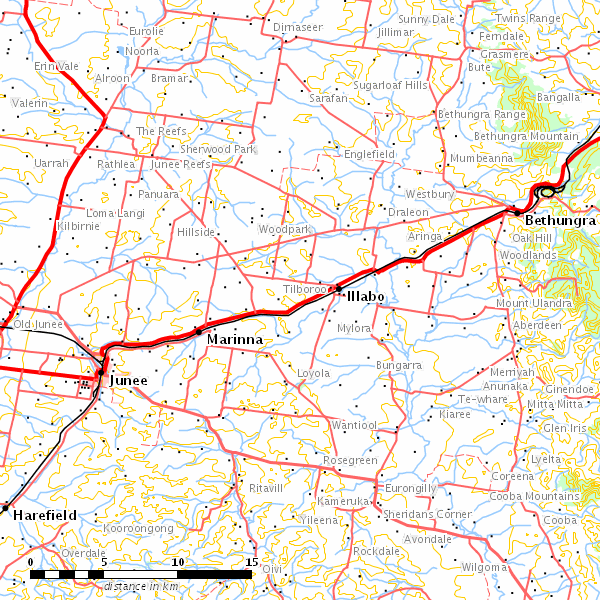 Twins Range
Sunny Dale
Dirnaseer
Jillimar
Eurolie
Ferndale
Noorla
Grasmere
Erin Vale
Bute
Alroon
Bramar
Sugarloaf Hills
Sarafan
Bangalla
Valerin
Bethungra Range
The Reefs
Bethungra Mountain
Sherwood Park
Englefield
Mumbeanna
Uarrah
Rathlea
Junee Reefs
Panuara
Westbury
Loma Langi
Draleon
Bethungra
Kilbirnie
Hillside
Woodpark
Aringa
Oak Hill
Woodlands
Tilboroo
Illabo
Mount Ulandra
Old Junee
Mylora
Aberdeen
Marinna
Bungarra
Loyola
Merriyah
Junee
Anunaka
Ginendoe
Te-whare
Mitta Mitta
Kiaree
Wantiool
Glen Iris
Rosegreen
Lyelta
Coreena
Ritavill
Eurongilly
Cooba Mountains
Kameruka
Harefield
Sheridans Corner
Yileena
Cooba
Kooroongong
Avondale
Overdale
Rockdale
Oivi
Wilgoma
0 5 10 15
distance in km